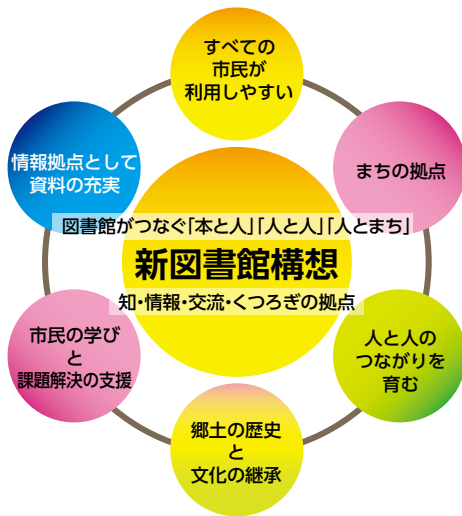 すべての
市民が
利用しやすい
情報拠点として
資料の充実
まちの拠点
図書館がつなぐ「本と人」「人と人」「人とまち」
新図書館構想
知・情報・交流・くつろぎの拠点
市民の学び
と
課題解決の支援
人と人の
つながりを
育む
郷土の歴史
と
文化の継承